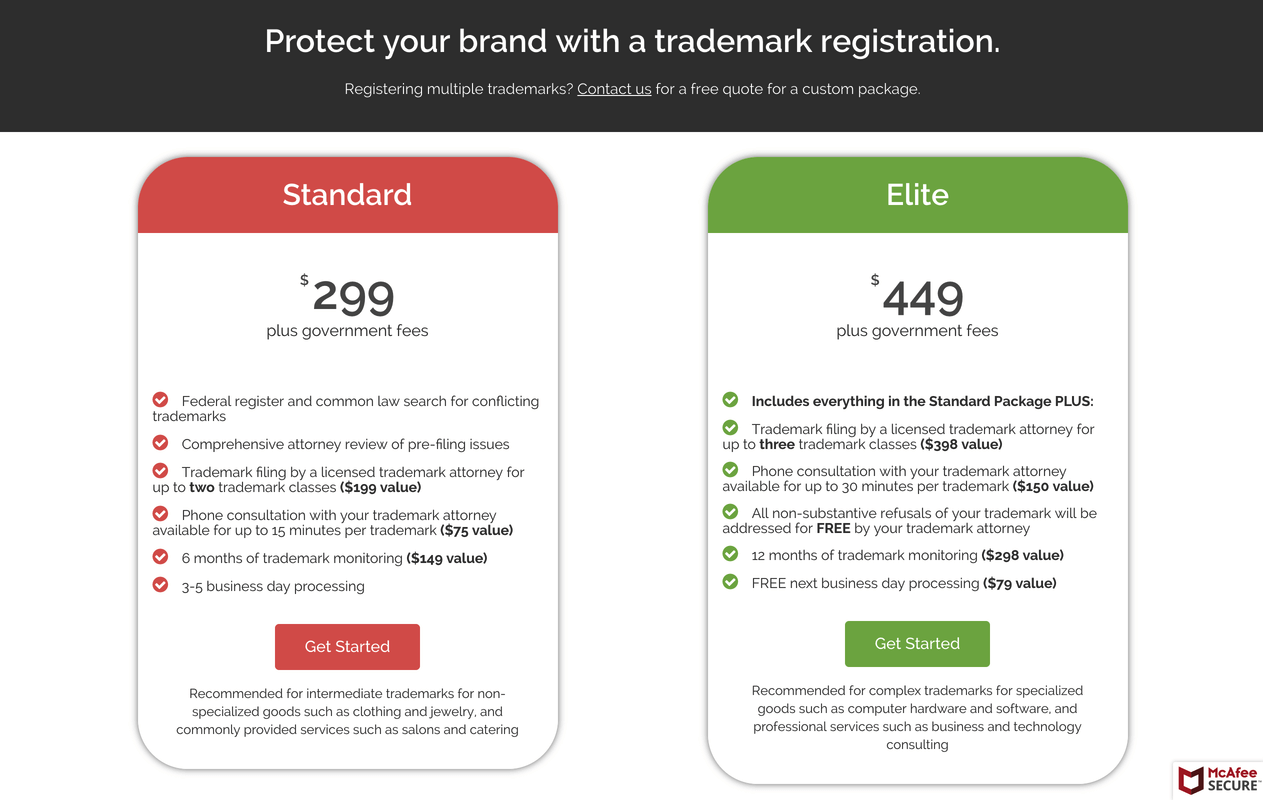 Protect your brand with a trademark registration.
Registering multiple trademarks? Contact us for a free quote for a custom package.
Standard
$299
plus government fees
Federal register and common law search for conflicting
trademarks
Comprehensive attorney review of pre-filing issues
Trademark filing by a licensed trademark attorney for
up to two trademark classes ($199 value)
Phone consultation with your trademark attorney
available for up to 15 minutes per trademark ($75 value)
6 months of trademark monitoring ($149 value)
3-5 business day processing
Get Started
Recommended for intermediate trademarks for non-
specialized goods such as clothing and jewelry, and
commonly provided services such as salons and catering
Elite
$449
plus government fees
Includes everything in the Standard Package PLUS:
Trademark filing by a licensed trademark attorney for
up to three trademark classes ($398 value)
Phone consultation with your trademark attorney
available for up to 30 minutes per trademark ($150 value)
All non-substantive refusals of your trademark will be
addressed for FREE by your trademark attorney
12 months of trademark monitoring ($298 value)
FREE next business day processing ($79 value)
Get Started
Recommended for complex trademarks for specialized
goods such as computer hardware and software, and
professional services such as business and technology
consulting
McAfee
SECURE™